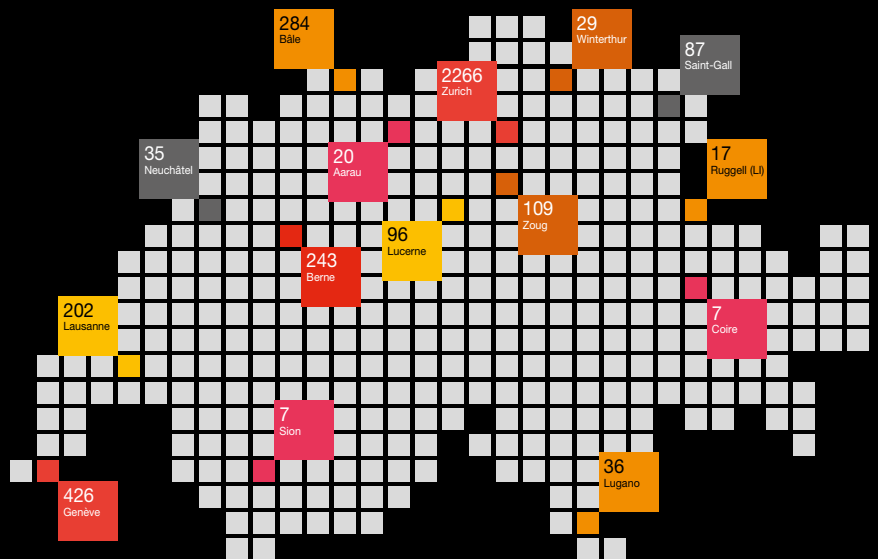 284
Bâle
29
Winterthur
87
Saint-Gall
2266
Zurich
35
Neuchâtel
20
Aarau
17
Ruggell (LI)
109
Zoug
96
Lucerne
243
Berne
202
Lausanne
7
Coire
7
Sion
36
Lugano
426
Genève